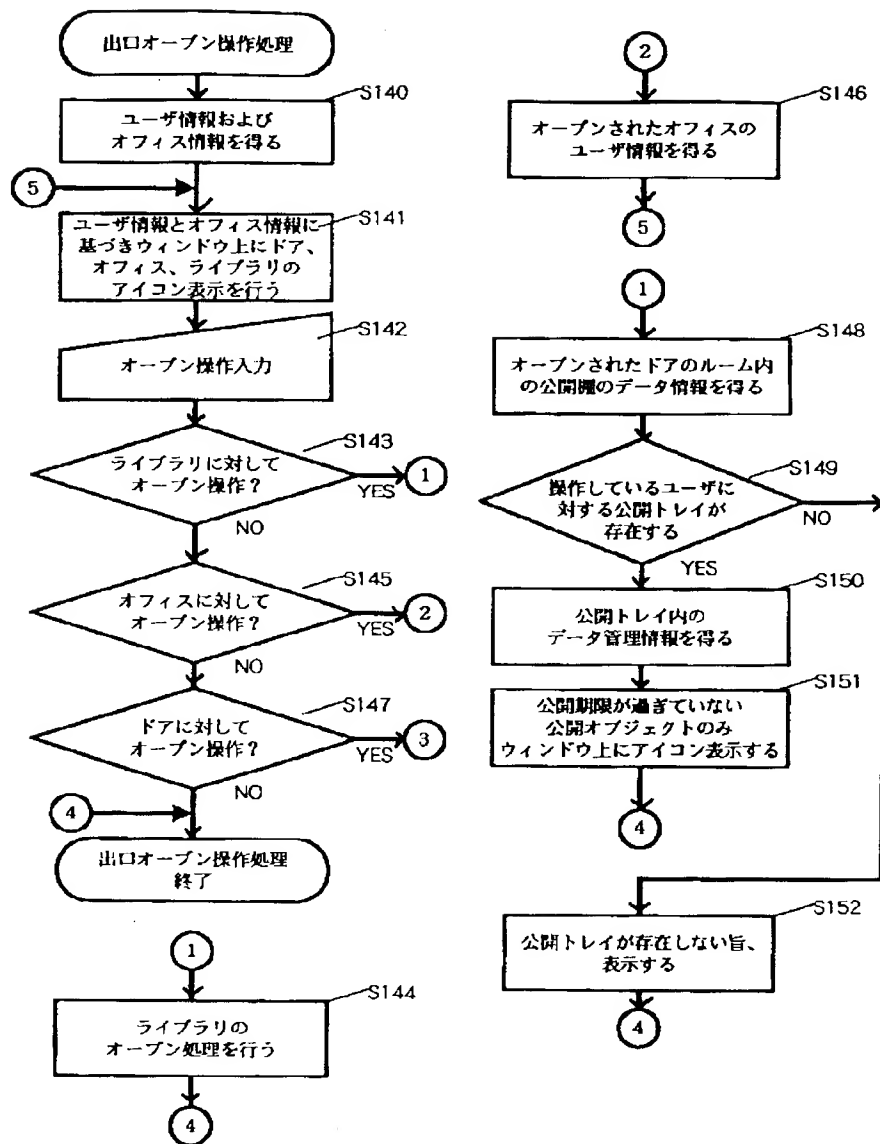 出口オープン操作処理
S140
ユーザ情報および
オフィス情報を得る
5
S141
ユーザ情報とオフィス情報に
基づきウィンドウ上にドア、
オフィス、ライブラリの
アイコン表示を行う
S142
オープン操作入力
S143
ライブラリに対して
オープン操作?
YES
1
NO
S145
オフィスに対して
オープン操作?
YES
2
NO
S147
ドアに対して
オープン操作?
YES
3
NO
4
出口オープン操作処理
終了
1
S144
ライブラリの
オープン処理を行う
4
2
S146
オープンされたオフィスの
ユーザ情報を得る
5
1
S148
オープンされたドアのルーム内
の公開棚のデータ情報を得る
S149
操作しているユーザに
対する公開トレイが
存在する
NO
YES
S150
公開トレイ内の
データ管理情報を得る
S151
公開期限が過ぎていない
公開オブジェクトのみ
ウィンドウ上にアイコン表示する
4
S152
公開トレイが存在しない旨、
表示する
4